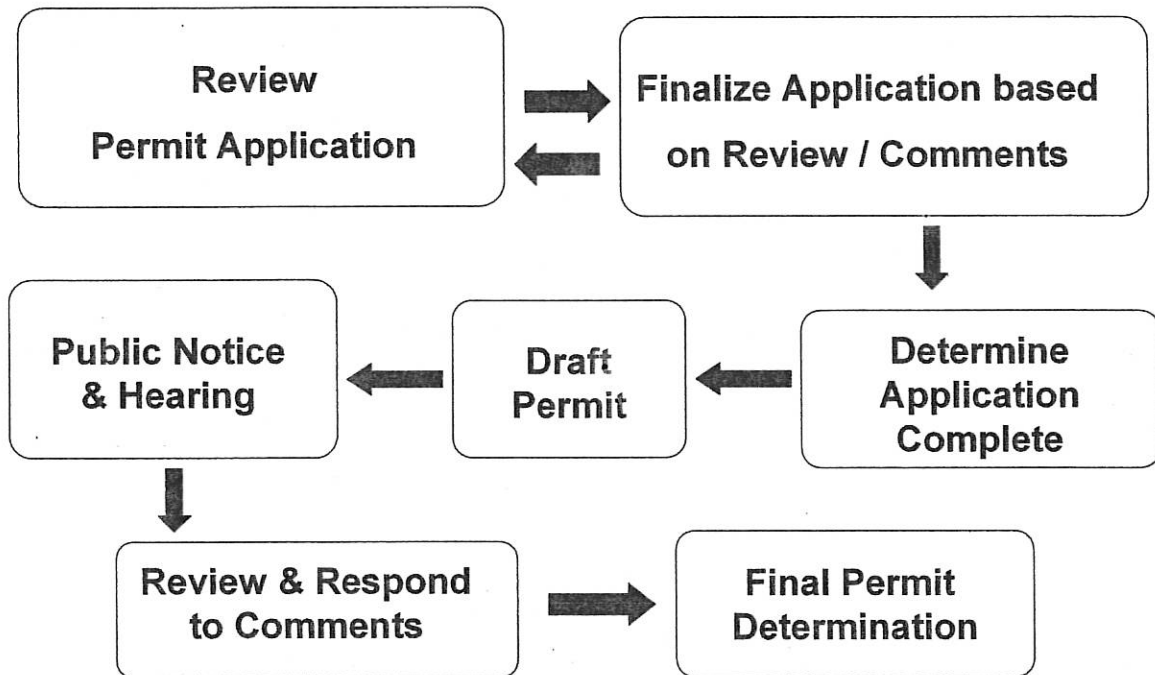 Review
Permit Application
Finalize Application based
on Review / Comments
Determine
Application
Complete
Draft
Permit
Public Notice
& Hearing
Review & Respond
to Comments
Final Permit
Determination